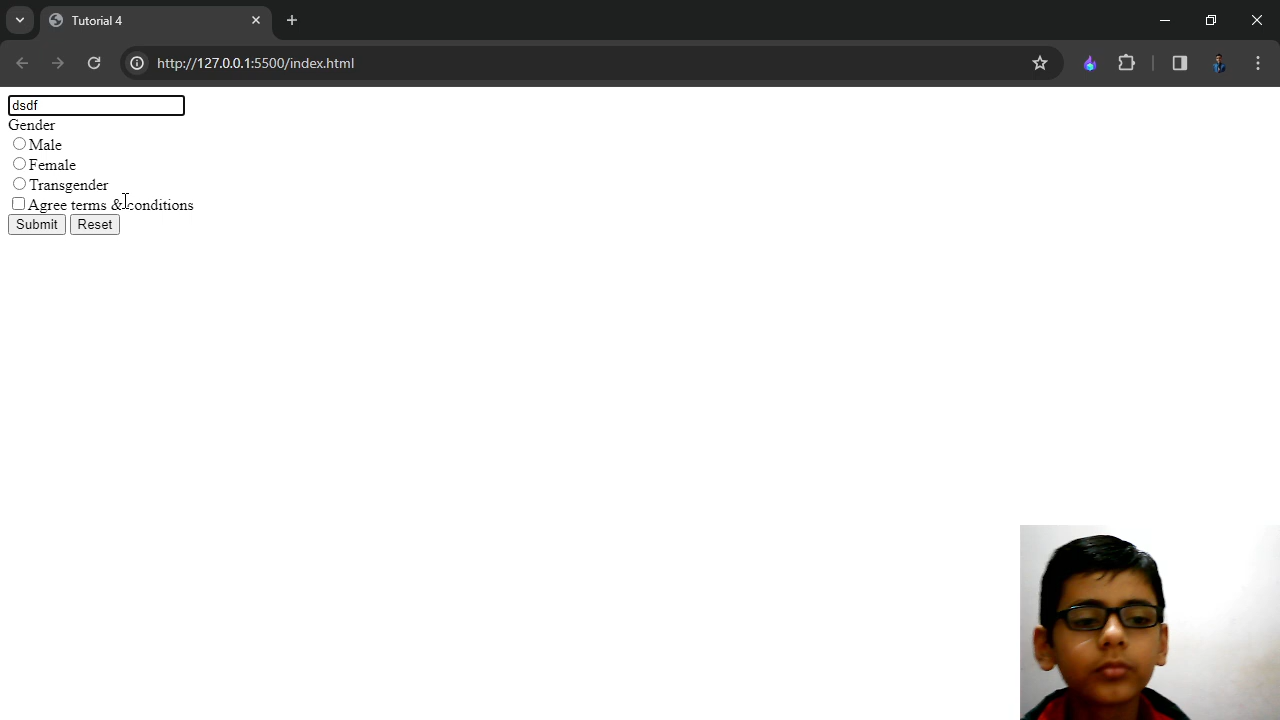 Tutorial 4
http://127.0.0.1:5500/index.html
dsdf
Gender
Male
Female
Transgender
Agree terms & conditions
Submit Reset